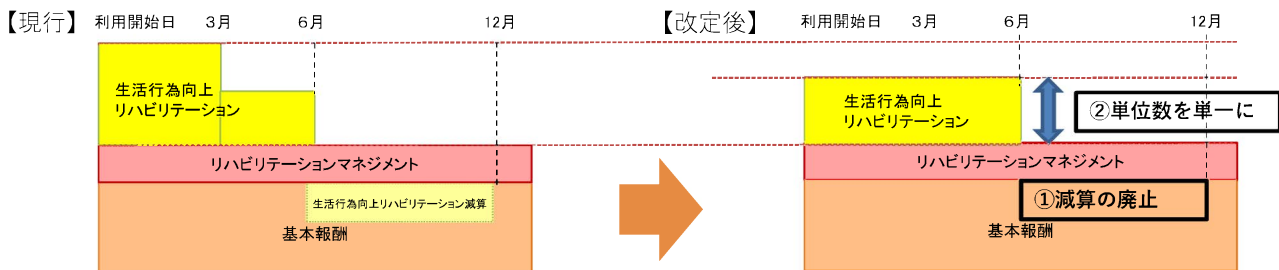 【現行】
利用開始日 3月 6月 12月
生活行為向上
リハビリテーション
リハビリテーションマネジメント
生活行為向上リハビリテーション減算
基本報酬
【改定後】
利用開始日 3月 6月 12月
生活行為向上
リハビリテーション
②単位数を単一に
リハビリテーションマネジメント
①減算の廃止
基本報酬